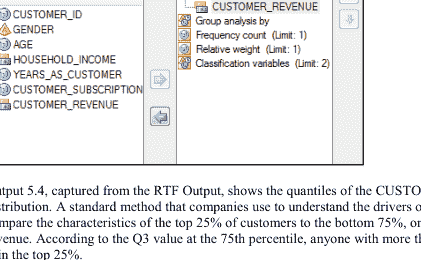 CUSTOMER_ID
GENDER
AGE
HOUSEHOLD_INCOME
YEARS_AS_CUSTOMER
CUSTOMER_SUBSCRIPTION
CUSTOMER_REVENUE
CUSTOMER_REVENUE
Group analysis by
Frequency count (Limit: 1)
Relative weight (Limit: 1)
Classification variables (Limit: 2)
utput 5.4, captured from the RTF Output, shows the quantiles of the CUSTO
stribution. A standard method that companies use to understand the drivers o
mpare the characteristics of the top 25% of customers to the bottom 75%, or
venue. According to the Q3 value at the 75th percentile, anyone with more th
in the top 25%.